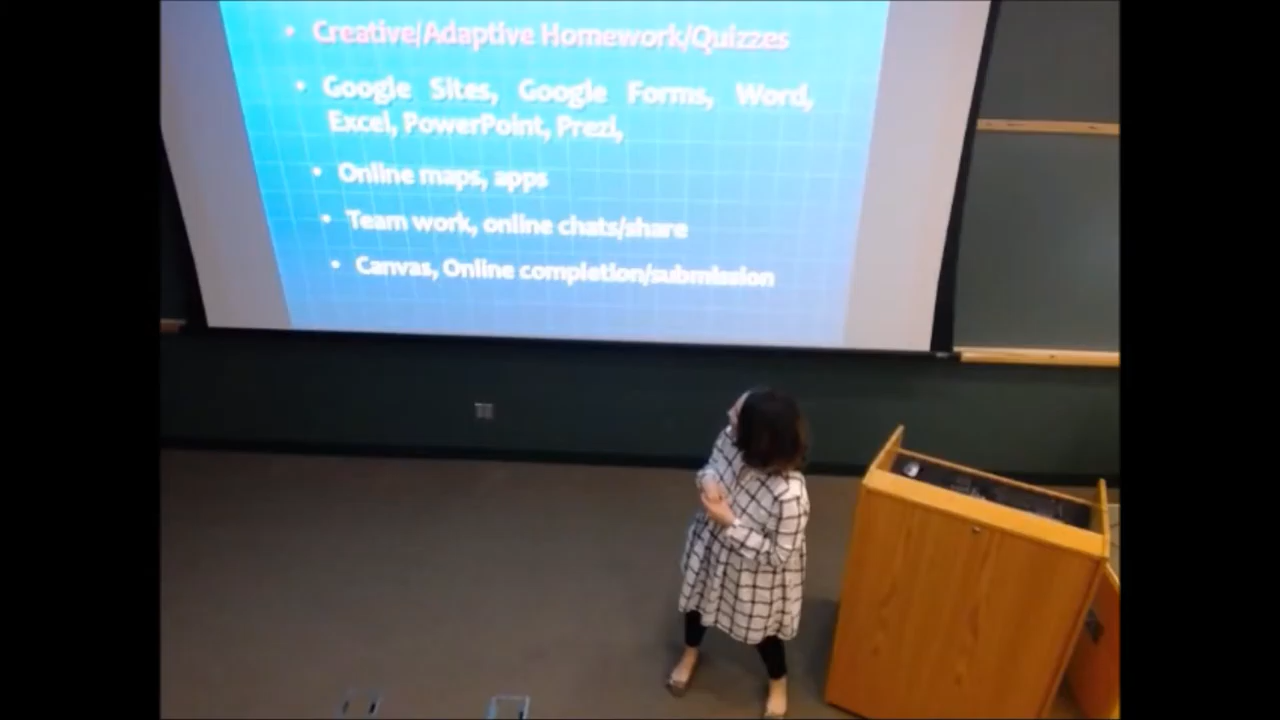 • Creative/Adaptive Homework/Quizzes
• Google Sites, Google Forms, Word,
Excel, PowerPoint, Prezi,
• Online maps, apps
• Team work, online chats/share
• Canvas, Online completion/submission